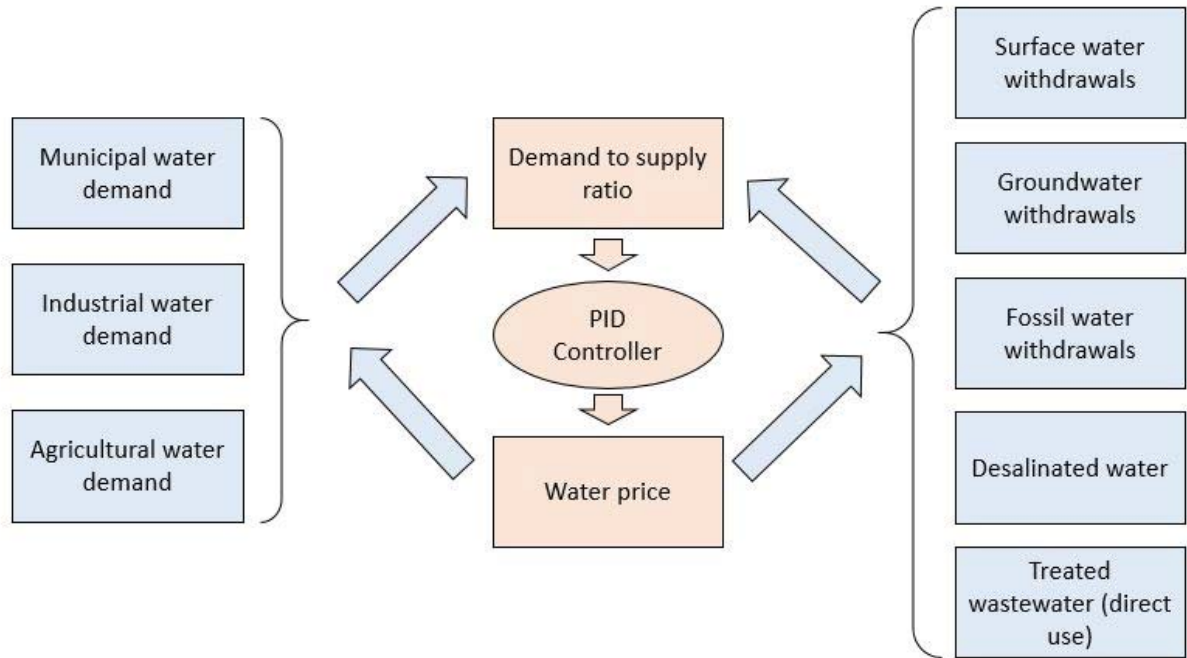 Municipal water
demand
Industrial water
demand
Agricultural water
demand
Demand to supply
ratio
PID
Controller
Water price
Surface water
withdrawals
Groundwater
withdrawals
Fossil water
withdrawals
Desalinated water
Treated
wastewater (direct
use)